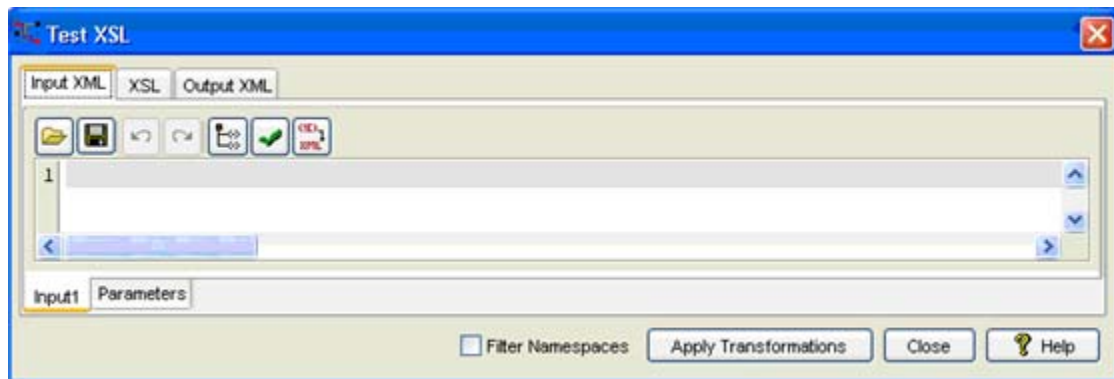 Test XSL
Input XML XSL Output XML
1
Input1 Parameters
Filter Namespaces Apply Transformations Close Help